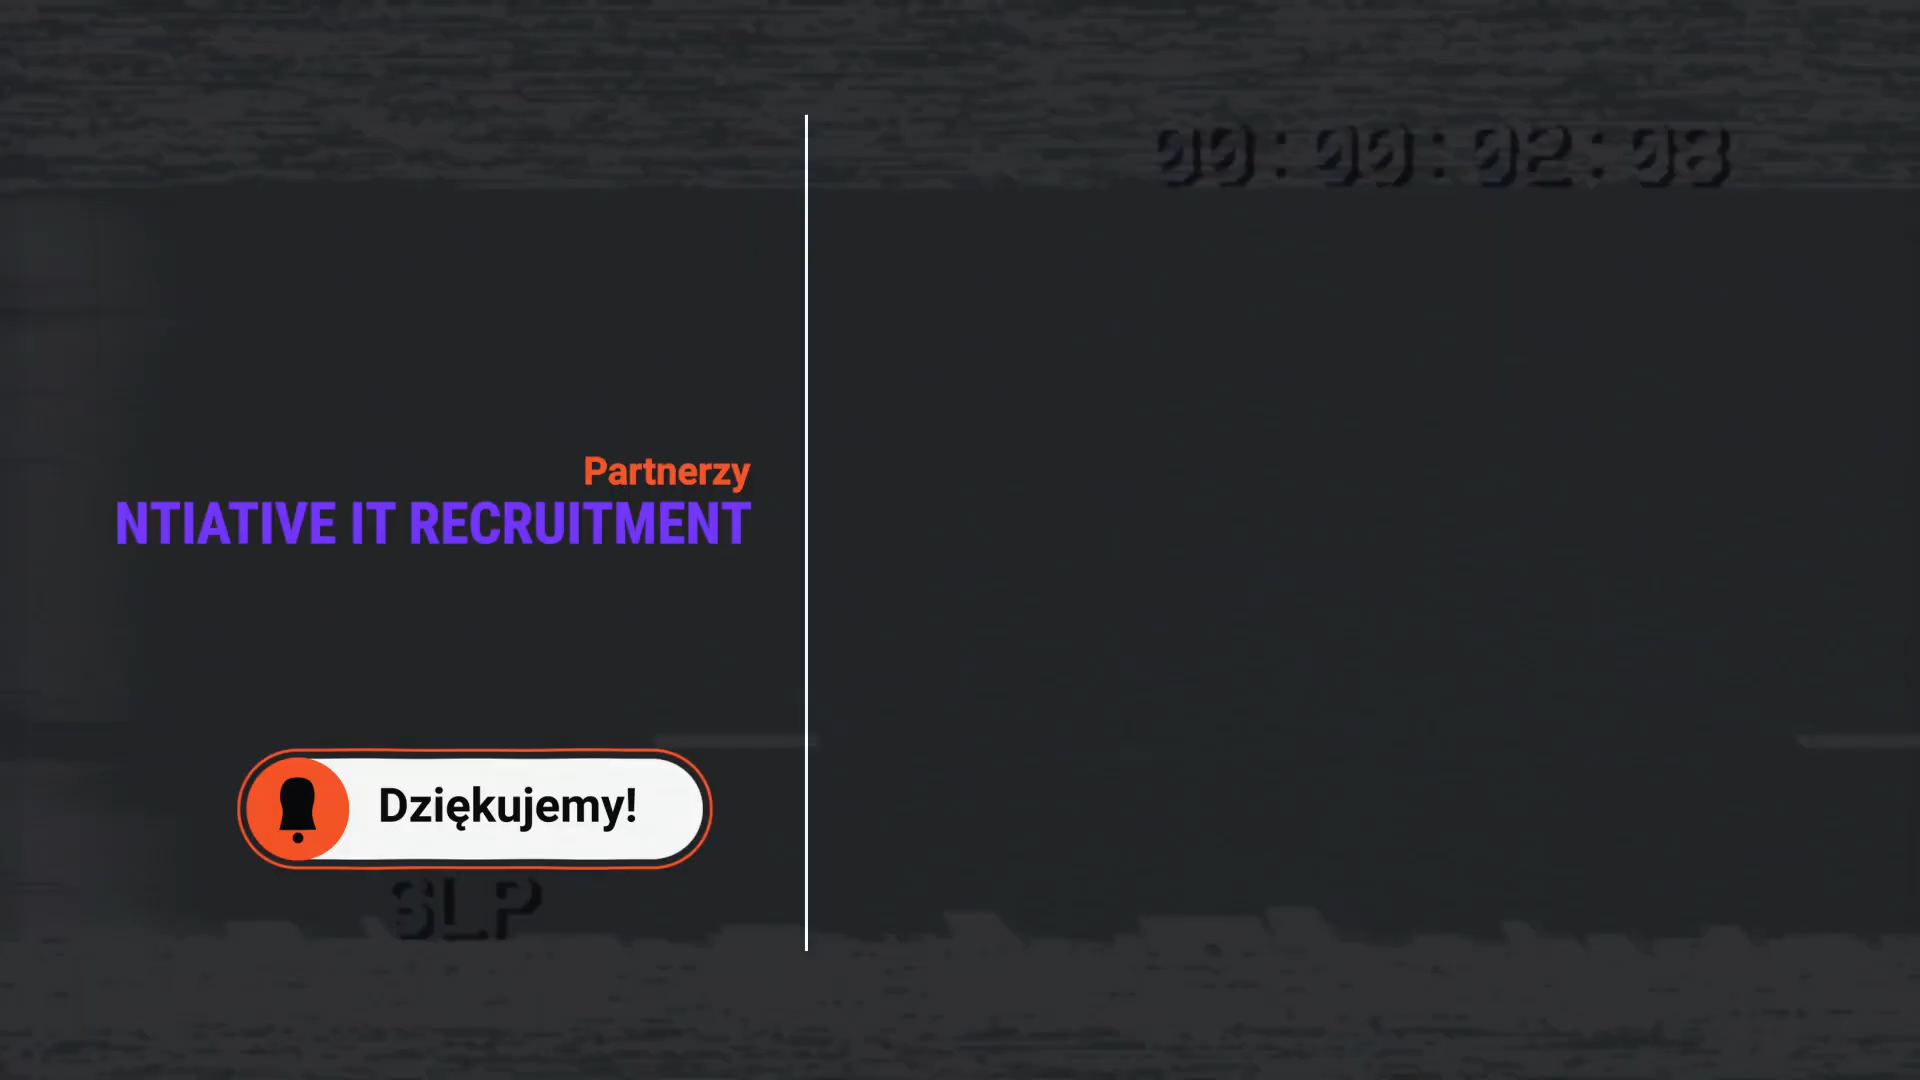 00:00:02:08
Partnerzy
NTIATIVE IT RECRUITMENT
Dziękujemy!
SLP